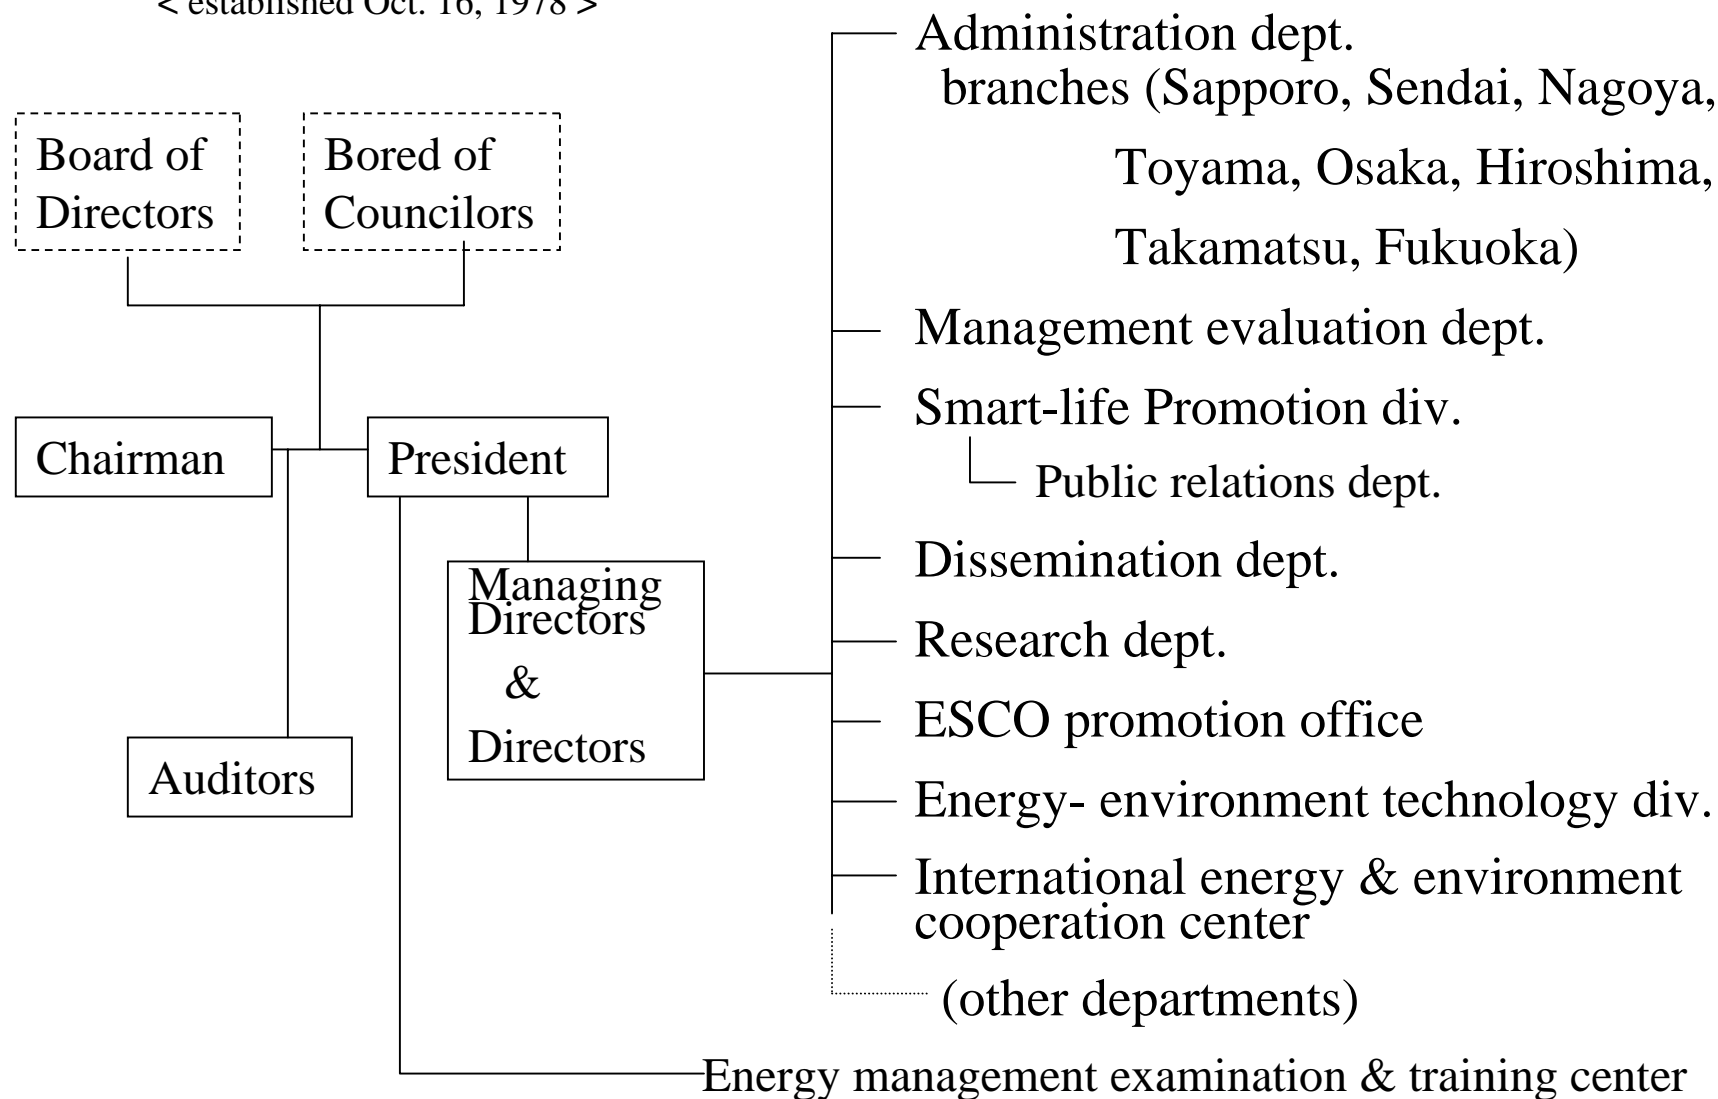 < established Oct. 16, 1978 >
Administration dept.
branches (Sapporo, Sendai, Nagoya,
Toyama, Osaka, Hiroshima,
Takamatsu, Fukuoka)
Board of
Directors
Bored of
Councilors
Management evaluation dept.
Smart-life Promotion div.
Public relations dept.
Chairman
President
Dissemination dept.
Managing
Directors
&
Directors
Research dept.
ESCO promotion office
Auditors
Energy- environment technology div.
International energy & environment
cooperation center
(other departments)
Energy management examination & training center